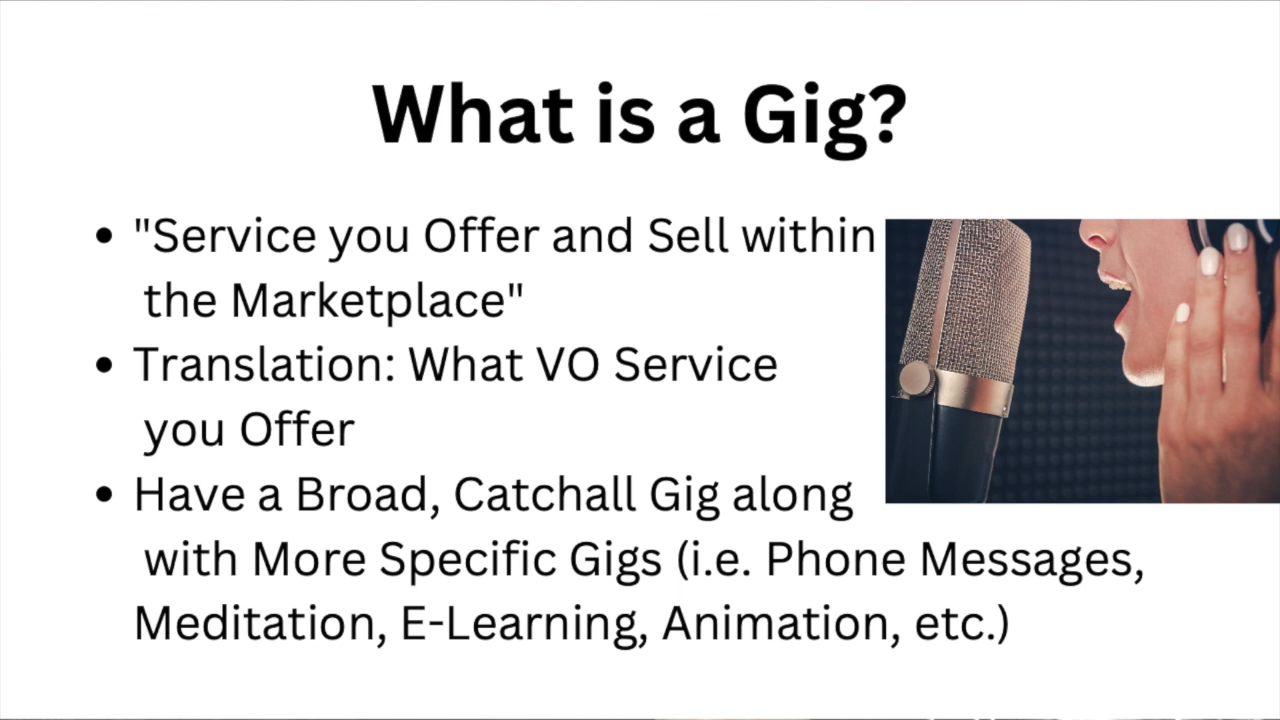 What is a Gig?
• "Service you Offer and Sell within
the Marketplace"
• Translation: What VO Service
you Offer
• Have a Broad, Catchall Gig along
with More Specific Gigs (i.e. Phone Messages,
Meditation, E-Learning, Animation, etc.)